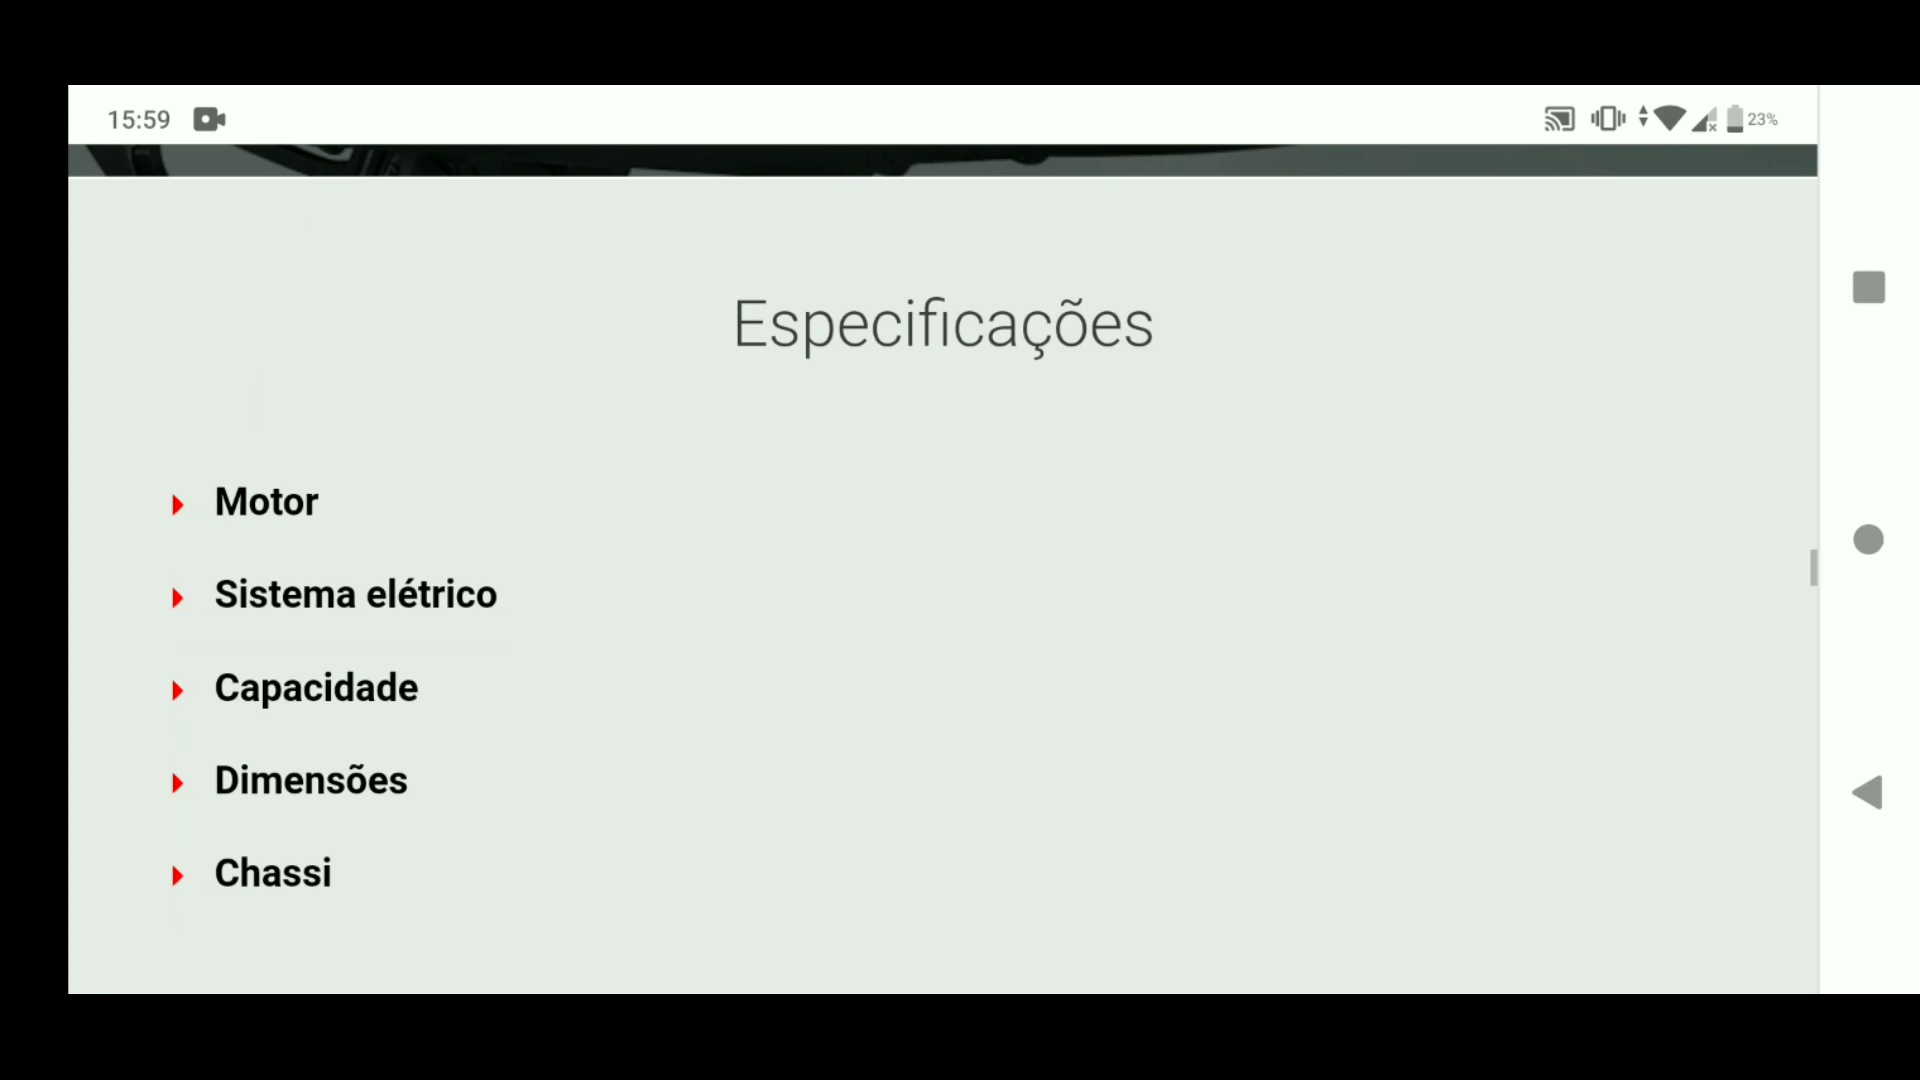 15:59
23%
Especificações
Motor
Sistema elétrico
Capacidade
Dimensões
Chassi